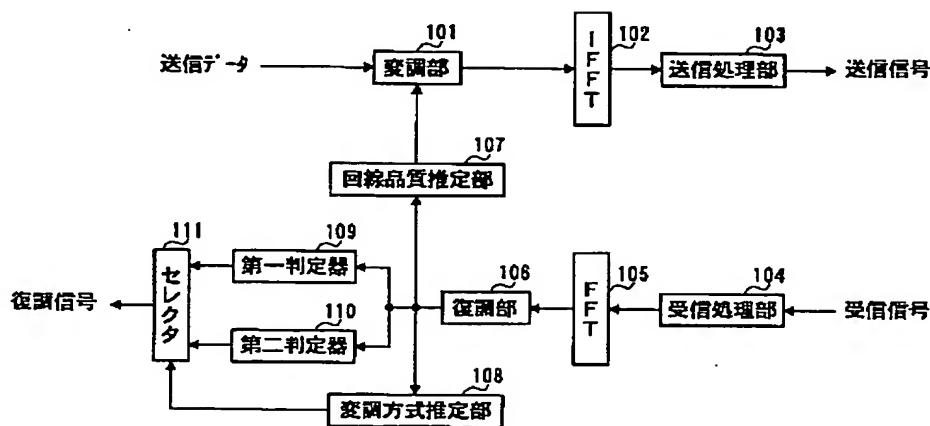 101
送信データ
変調部
IFFT
102
103
送信処理部
送信信号
107
回線品質推定部
111
セレクタ
109
第一判定器
復調信号
110
第二判定器
106
復調部
FFT
105
104
受信処理部
受信信号
108
変調方式推定部